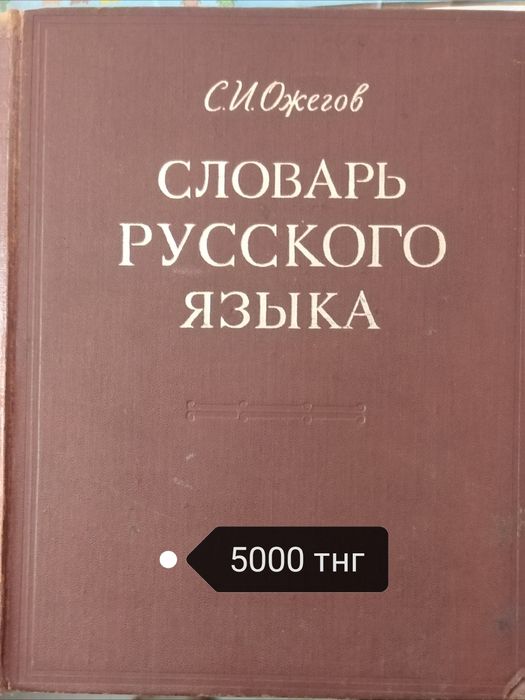 С.И.Ожегов
СЛОВАРЬ
РУССКОГО
ЯЗЫКА
5000 тнг